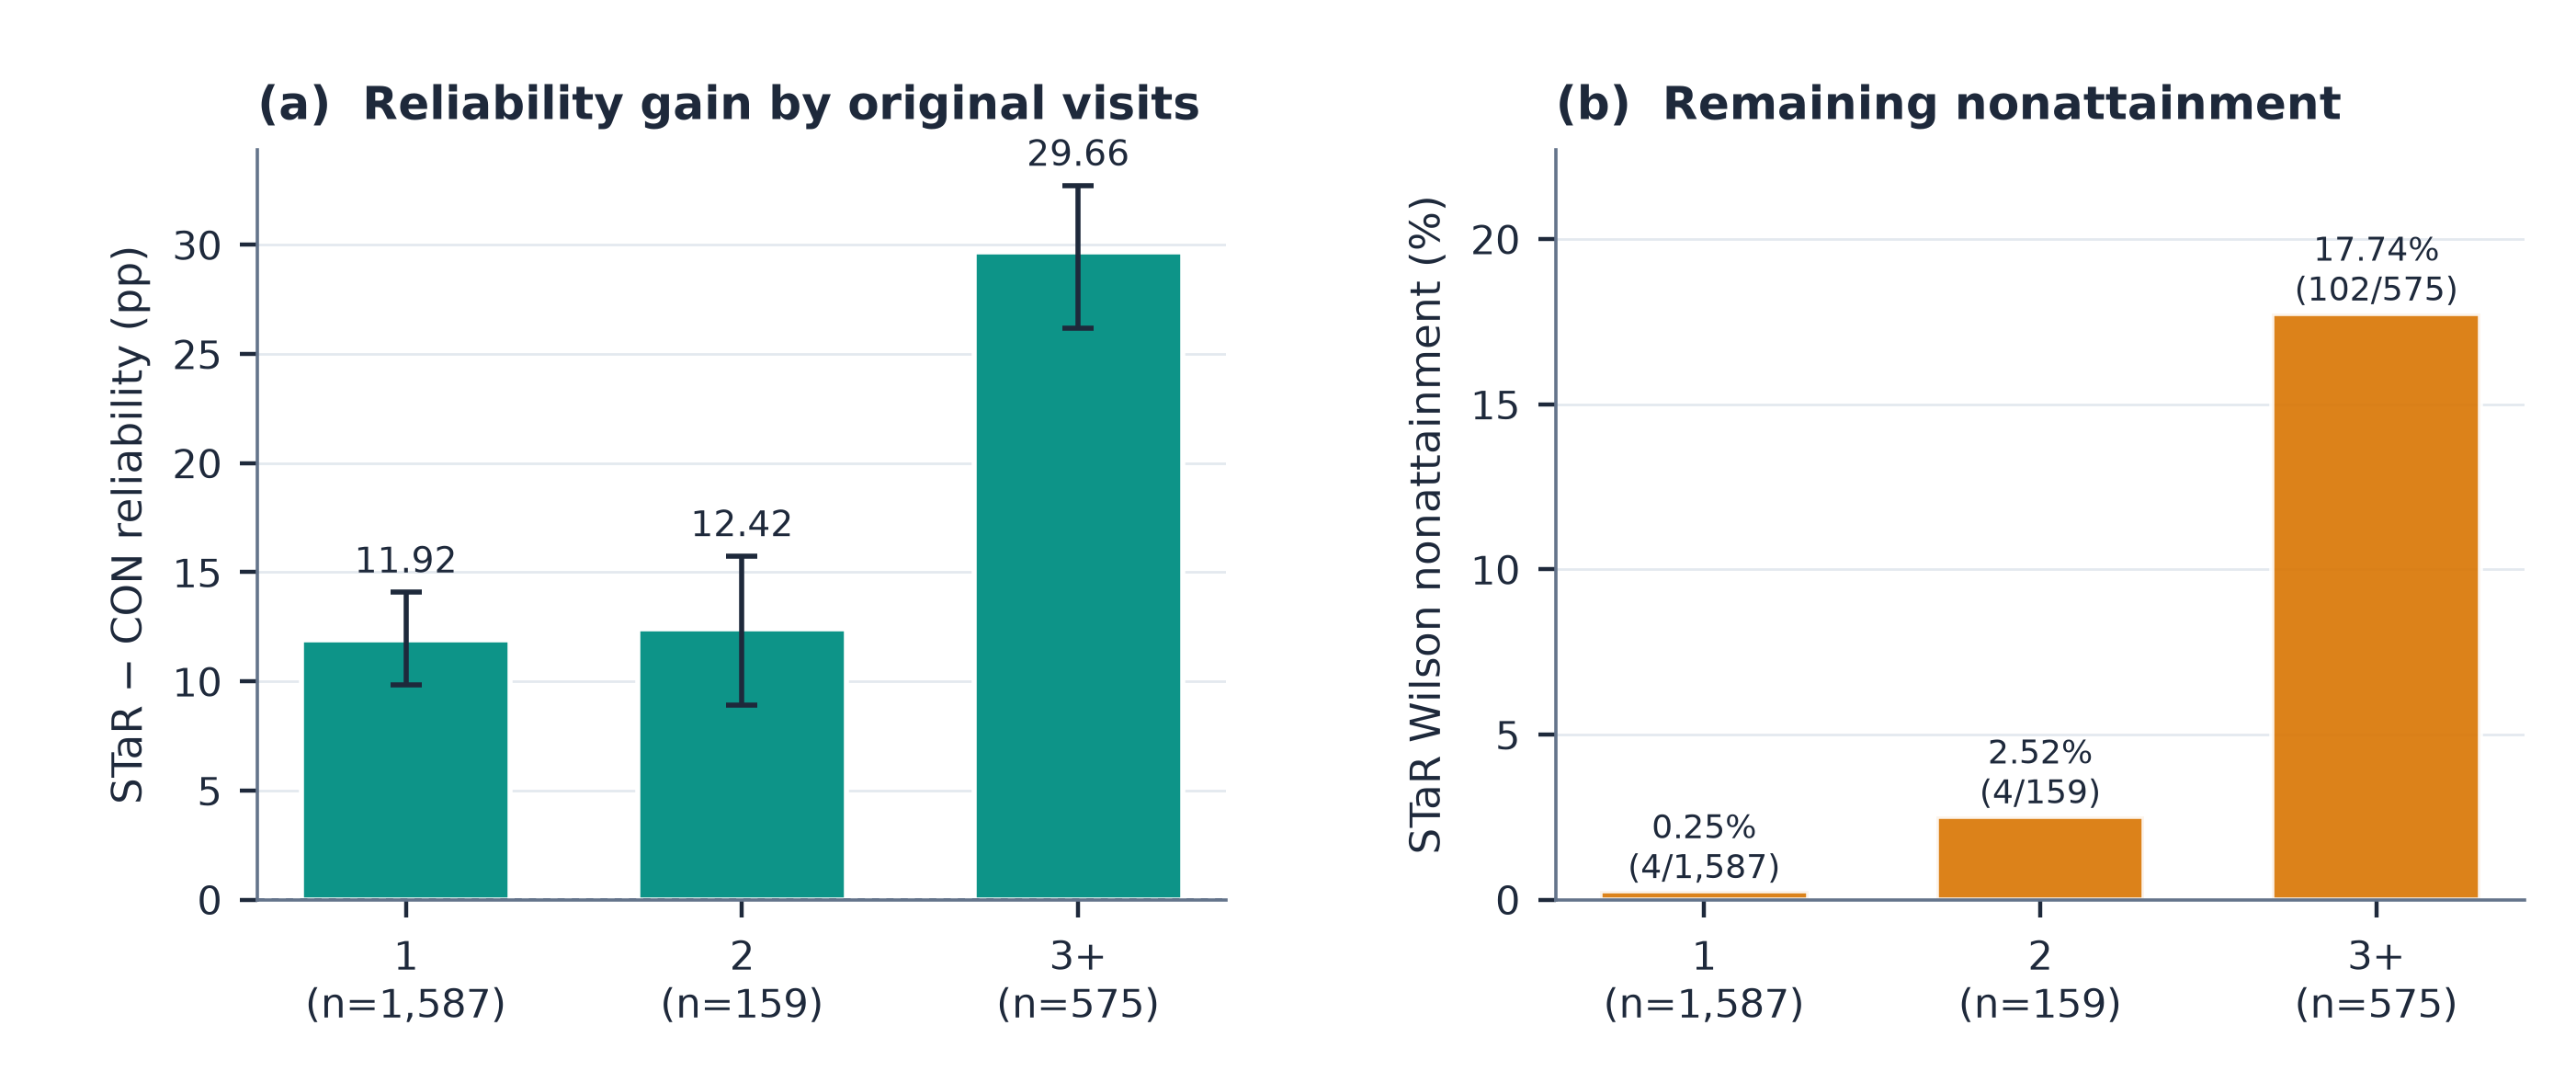 (a) Reliability gain by original visits
STaR − CON reliability (pp)
30
25
20
15
10
5
0
11.92
12.42
29.66
1
(n=1,587)
2
(n=159)
3+
(n=575)
(b) Remaining nonattainment
STaR Wilson nonattainment (%)
20
15
10
5
0
0.25%
(4/1,587)
2.52%
(4/159)
17.74%
(102/575)
1
(n=1,587)
2
(n=159)
3+
(n=575)